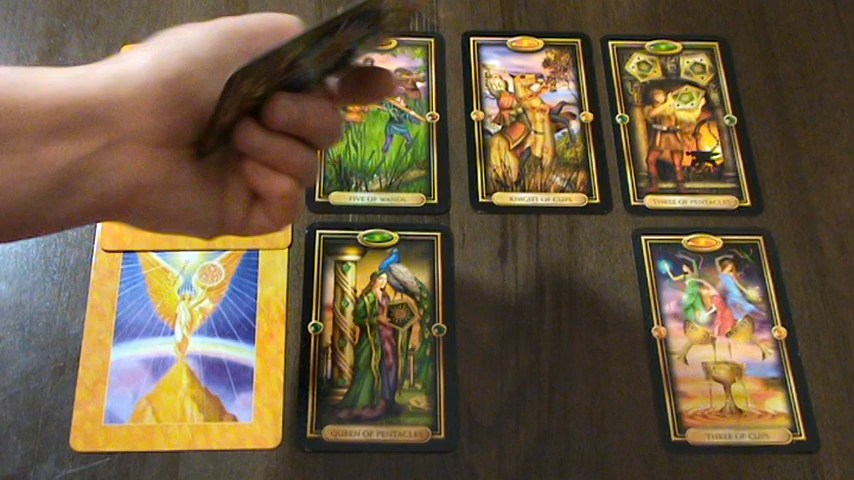 FIVE OF WANDS
KNIGHT OF CUPS
THREE OF PENTACLES
QUEEN OF PENTACLES
THREE OF CUPS